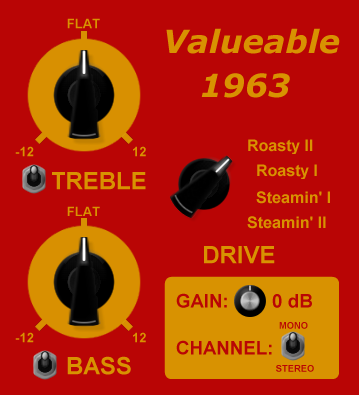 FLAT
Valueable
1963
-12 12
TREBLE
Roasty II
Roasty I
Steamin' I
Steamin' II
DRIVE
FLAT
-12 12
BASS
GAIN: 0 dB
MONO
CHANNEL:
STEREO